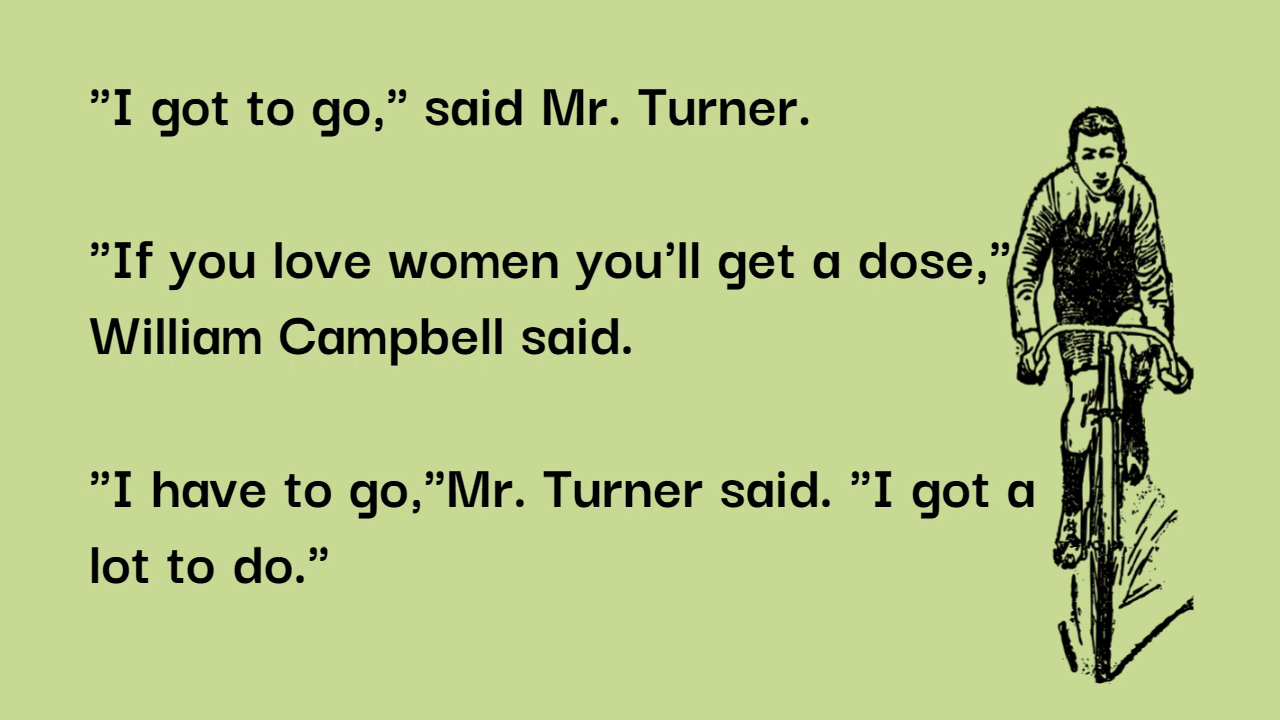 ”I got to go,” said Mr. Turner.
”If you love women you’ll get a dose,”
William Campbell said.
”I have to go,”Mr. Turner said. ”I got a
lot to do.”